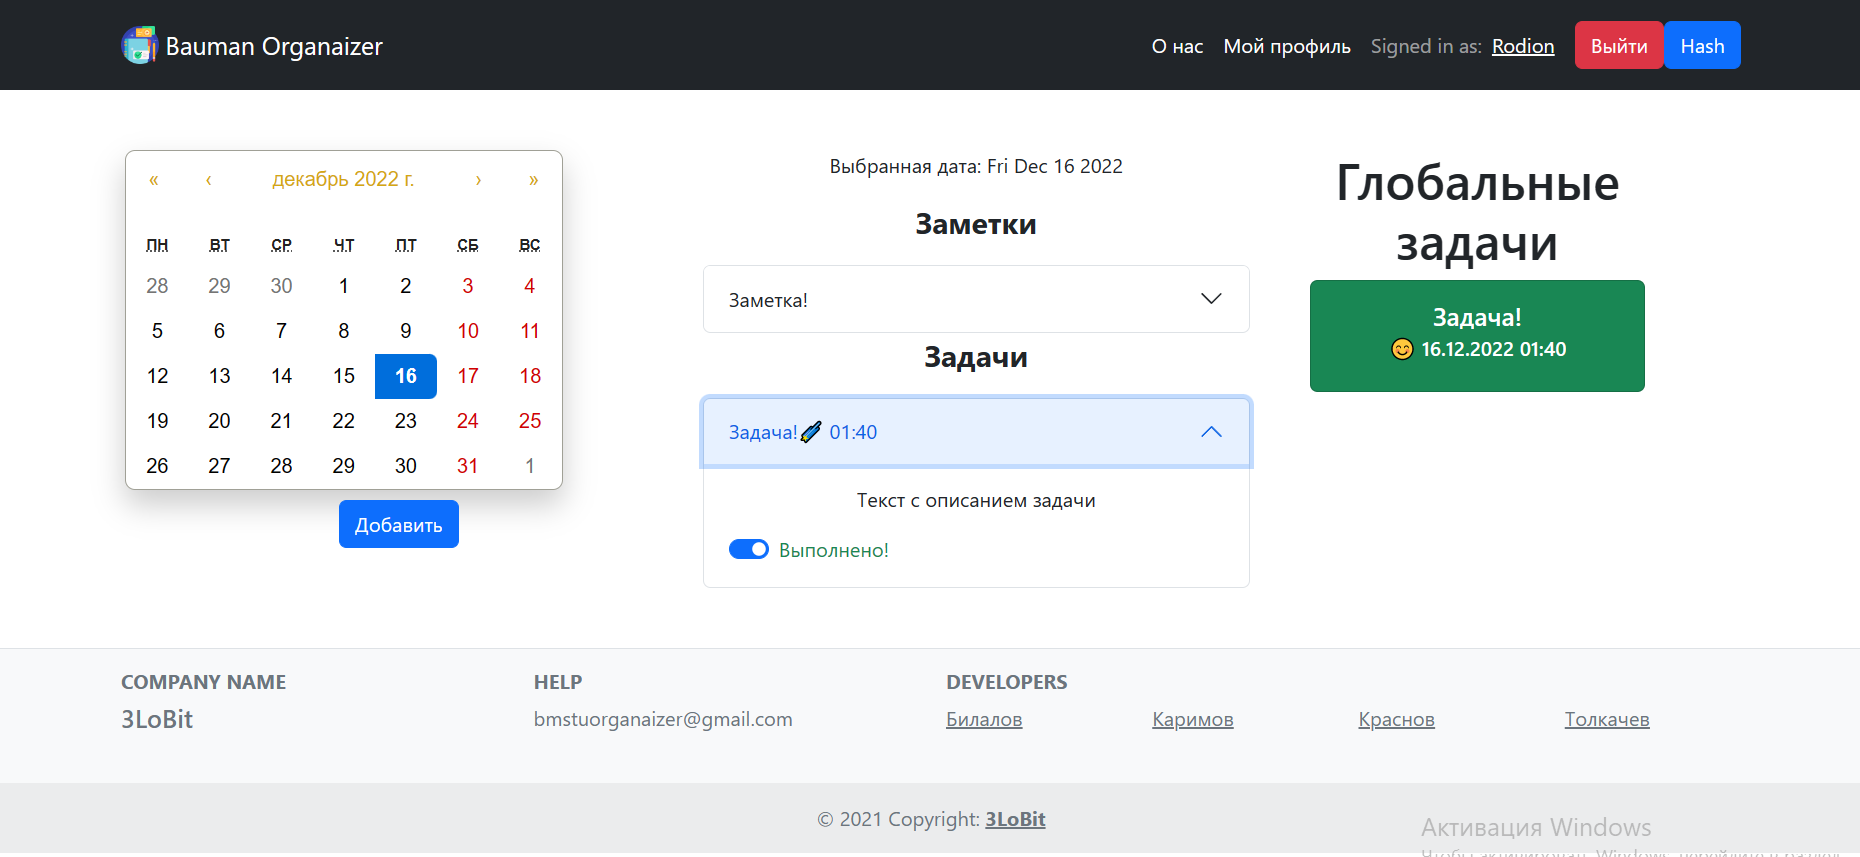 Bauman Organaizer
О нас Мой профиль Signed in as: Rodion Выйти Hash
« ‹ декабрь 2022 г. › »
ПН ВТ СР ЧТ ПТ СБ ВС
28 29 30 1 2 3 4
5 6 7 8 9 10 11
12 13 14 15 16 17 18
19 20 21 22 23 24 25
26 27 28 29 30 31 1
Добавить
Выбранная дата: Fri Dec 16 2022
Заметки
Заметка!
Задачи
Задача! 01:40
Текст с описанием задачи
Выполнено!
Глобальные
задачи
Задача!
😊 16.12.2022 01:40
COMPANY NAME
3LoBit
HELP
bmstuorganaizer@gmail.com
DEVELOPERS
Билалов Каримов Краснов Толкачев
© 2021 Copyright: 3LoBit
Активация Windows